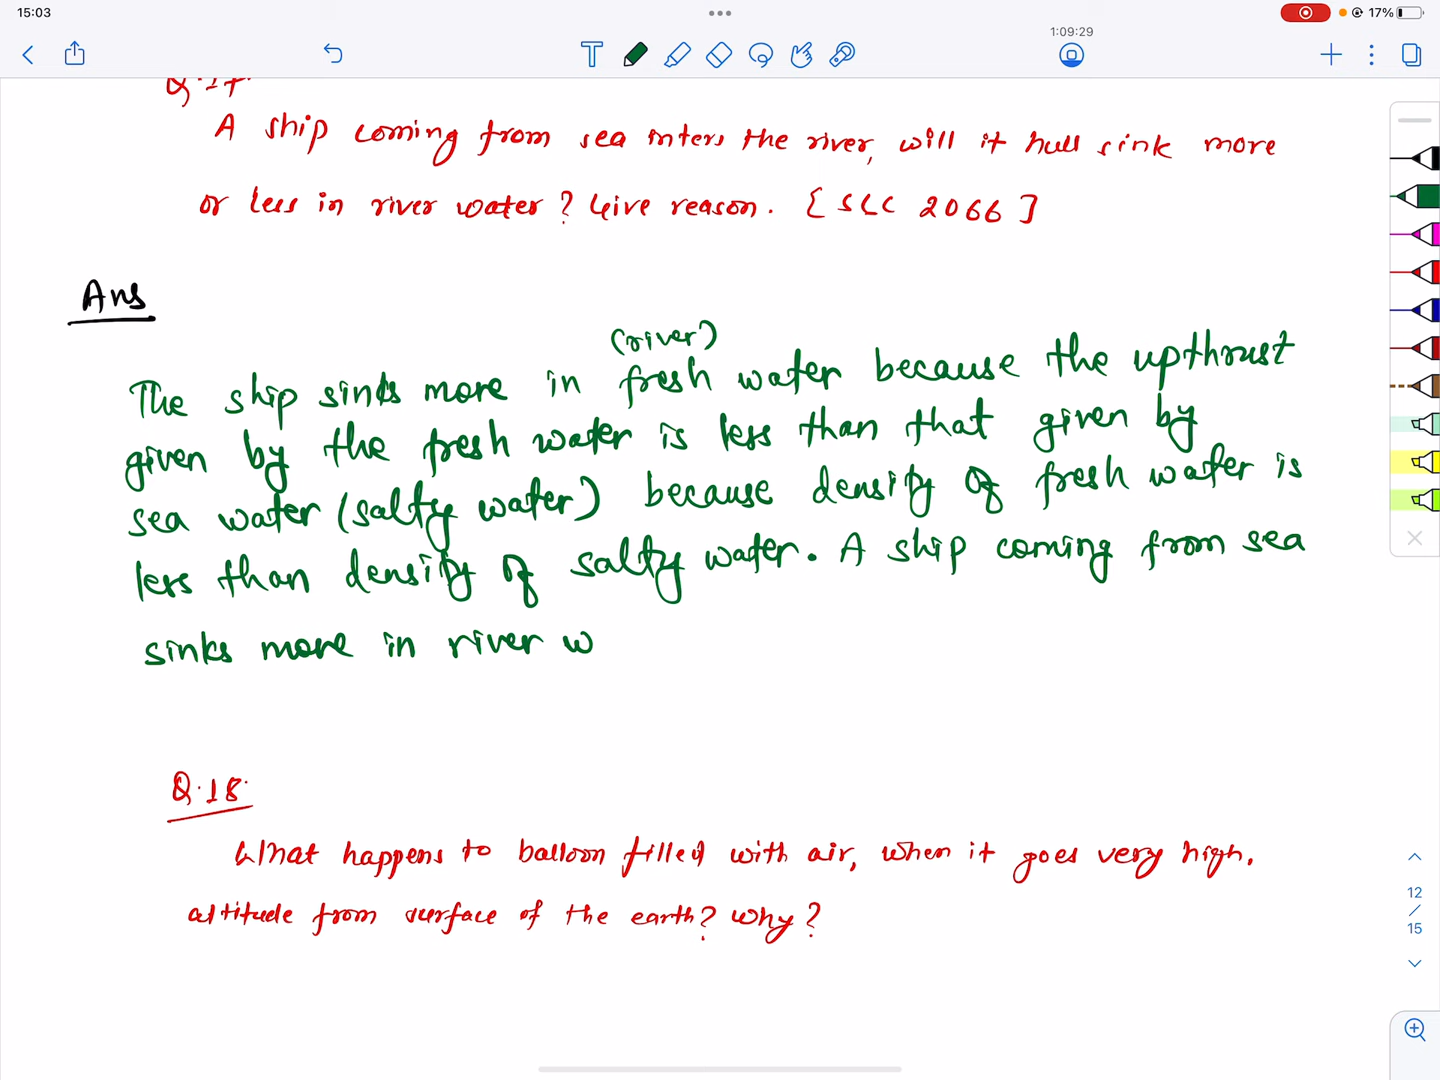 15:03
17%
1:09:29
Q.17.
A ship coming from sea inters the river, will it hull sink more
or less in river water? Give reason. [SLC 2066]
Ans
(river)
The ship sinks more in fresh water because the upthrust
given by the fresh water is less than that given by
sea water (salty water) because density of fresh water is
less than density of salty water. A ship coming from sea
sinks more in river w
Q.18.
What happens to balloon filled with air, when it goes very high.
altitude from surface of the earth? Why?
12
/
15